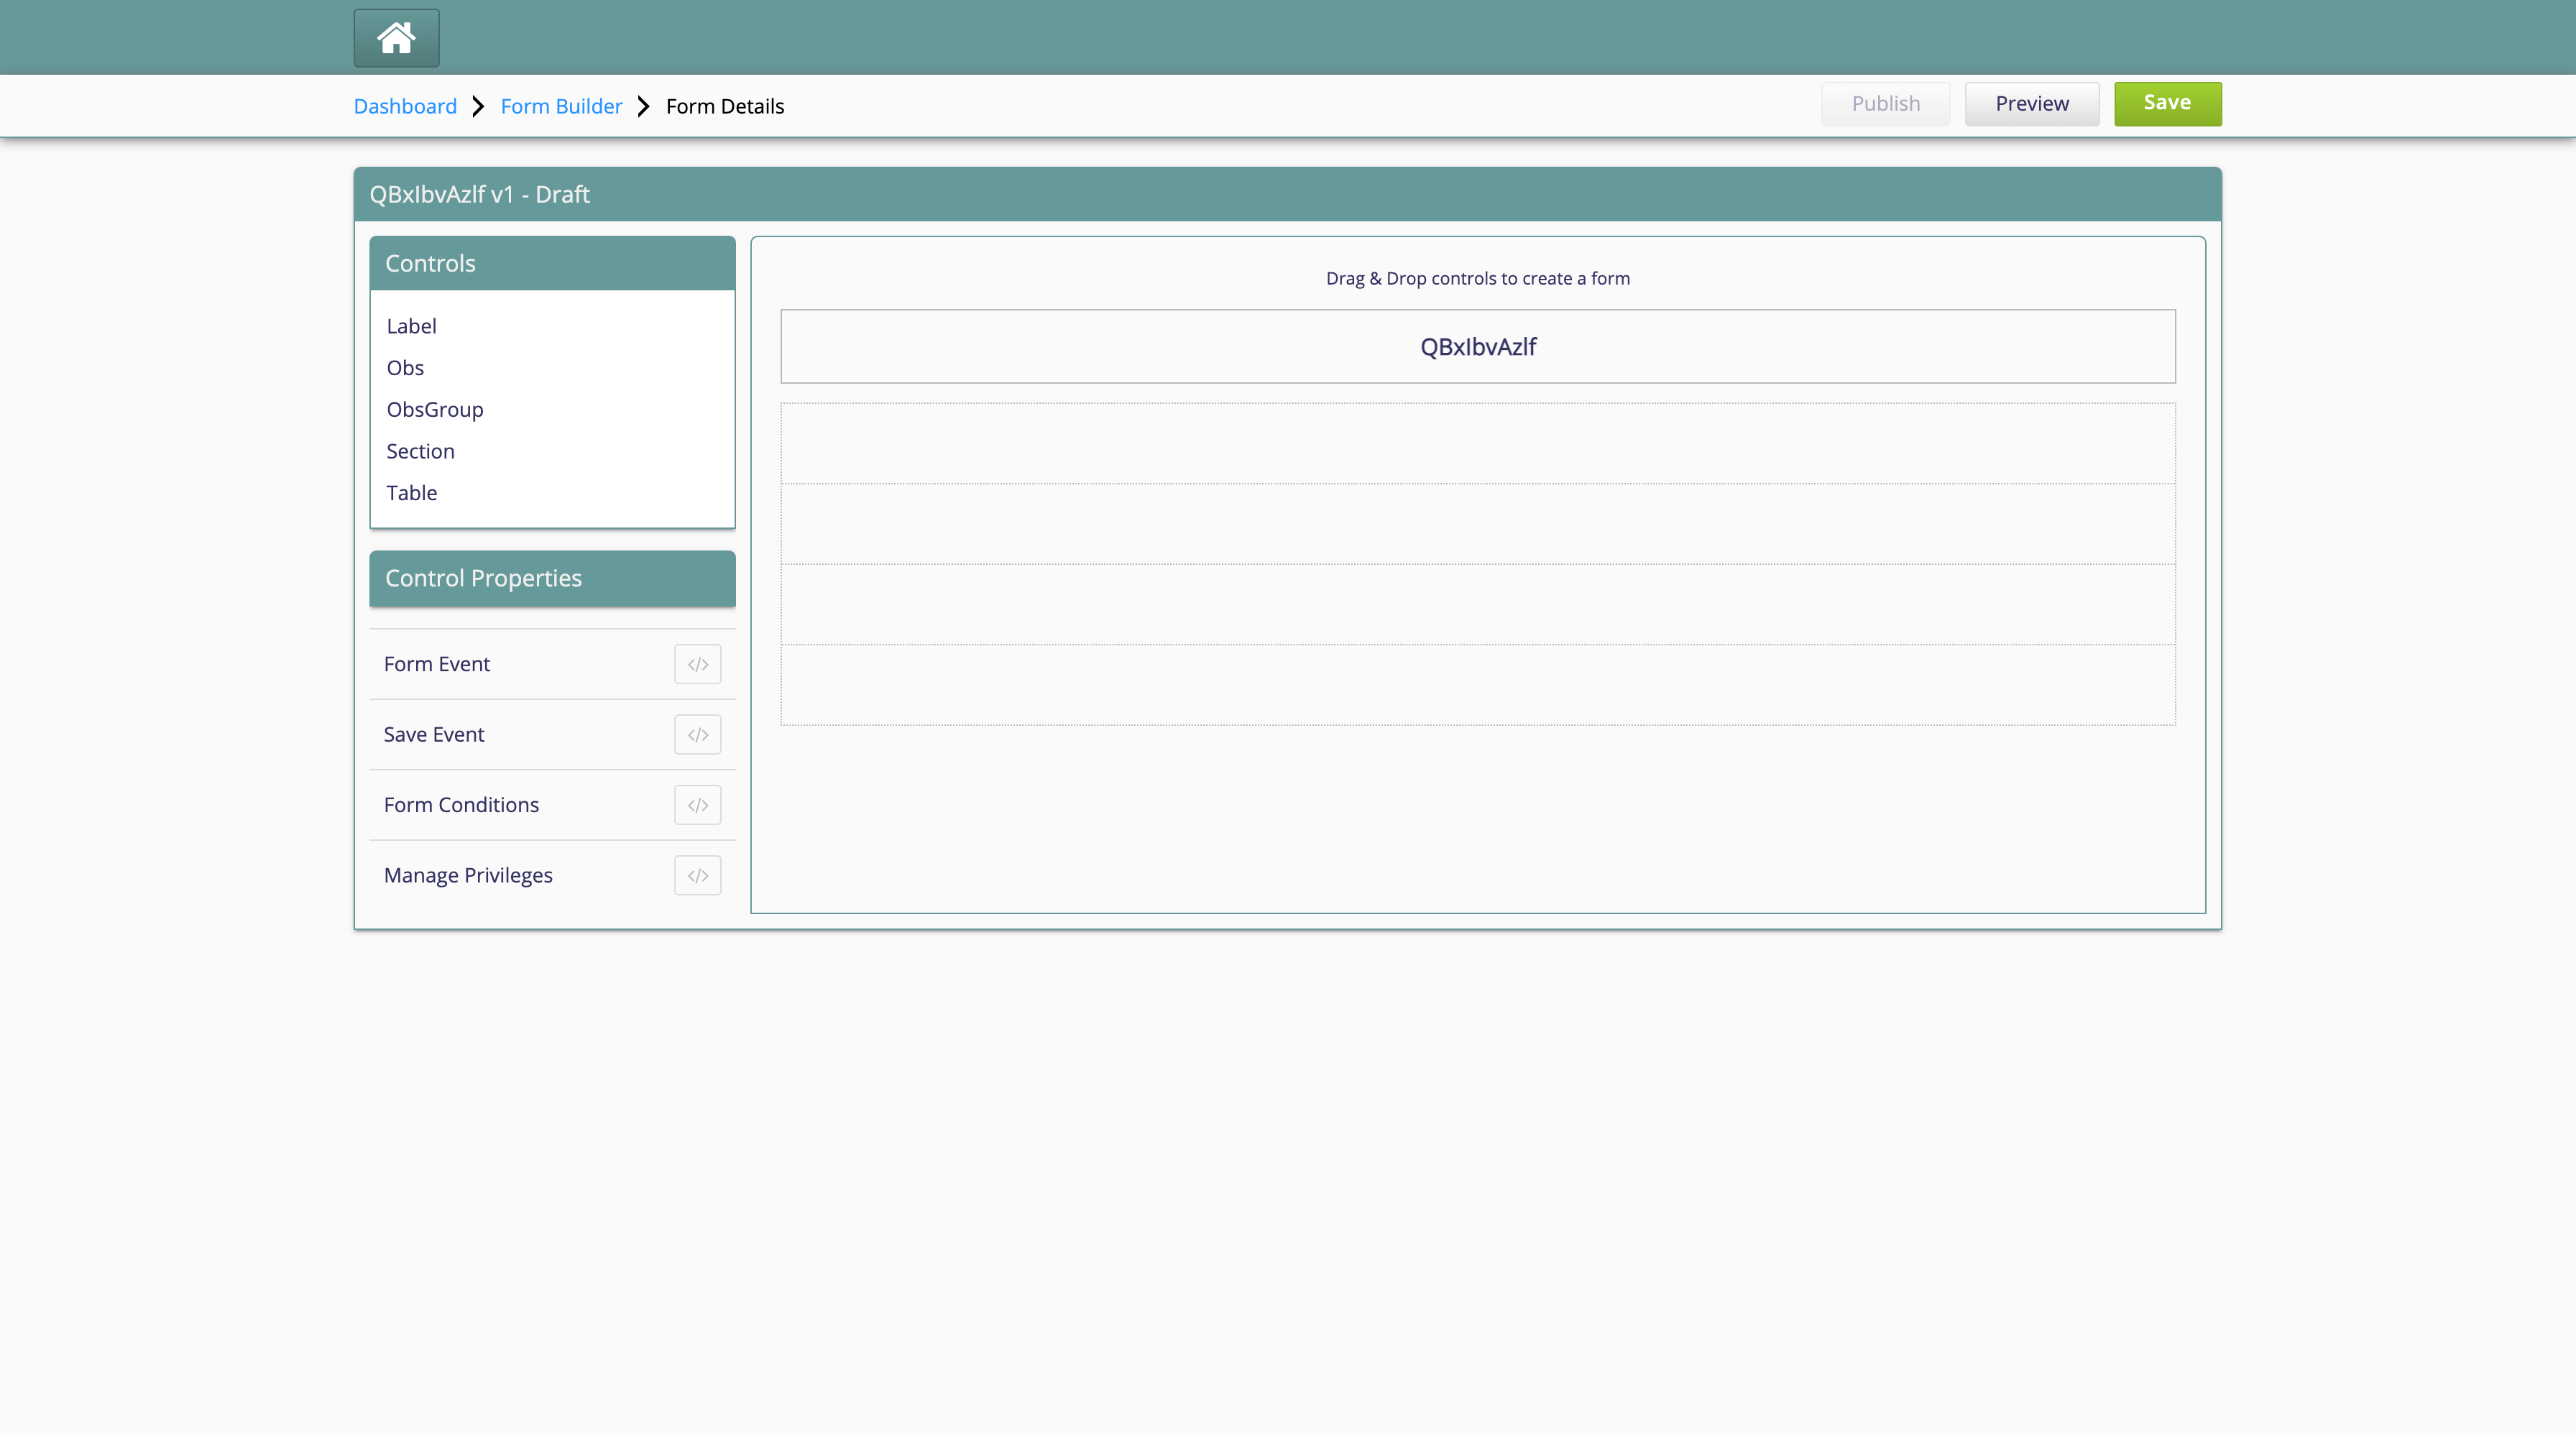 Dashboard Form Builder Form Details
Publish Preview Save
QBxIbvAzlf v1 - Draft
Controls
Label
Obs
ObsGroup
Section
Table
Control Properties
Form Event
Save Event
Form Conditions
Manage Privileges
Drag & Drop controls to create a form
QBxIbvAzlf